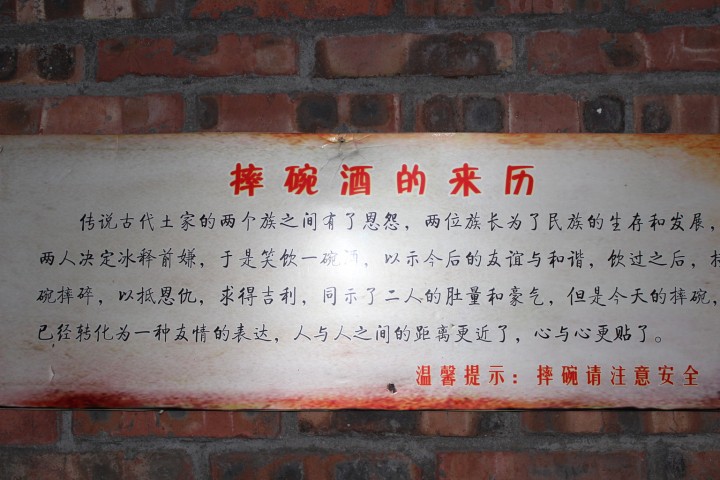 摔碗酒的来历
传说古代土家的两个族之间有了恩怨，两位族长为了民族的生存和发展，
两人决定冰释前嫌，于是笑饮一碗酒，以示今后的友谊与和谐，饮过之后，
碗摔碎，以抵恩仇，求得吉利，同示了二人的肚量和豪气，但是今天的摔碗，
已经转化为一种友情的表达，人与人之间的距离更近了，心与心更贴了。
温馨提示：摔碗请注意安全